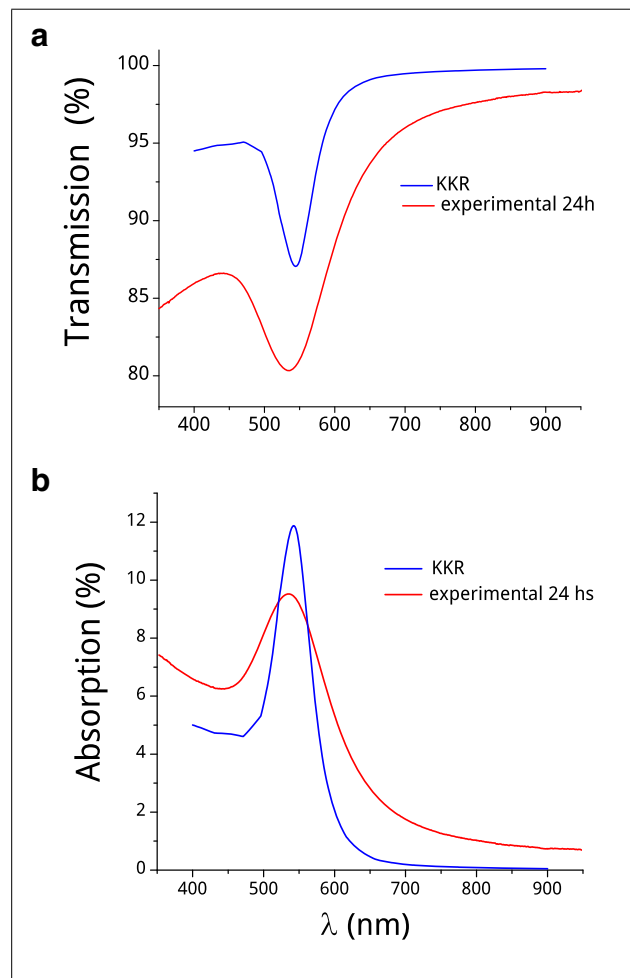 a
100
95
90
85
80
Transmission (%)
KKR
experimental 24h
400 500 600 700 800 900
b
12
10
8
6
4
2
0
Absorption (%)
KKR
experimental 24 hs
400 500 600 700 800 900
λ (nm)